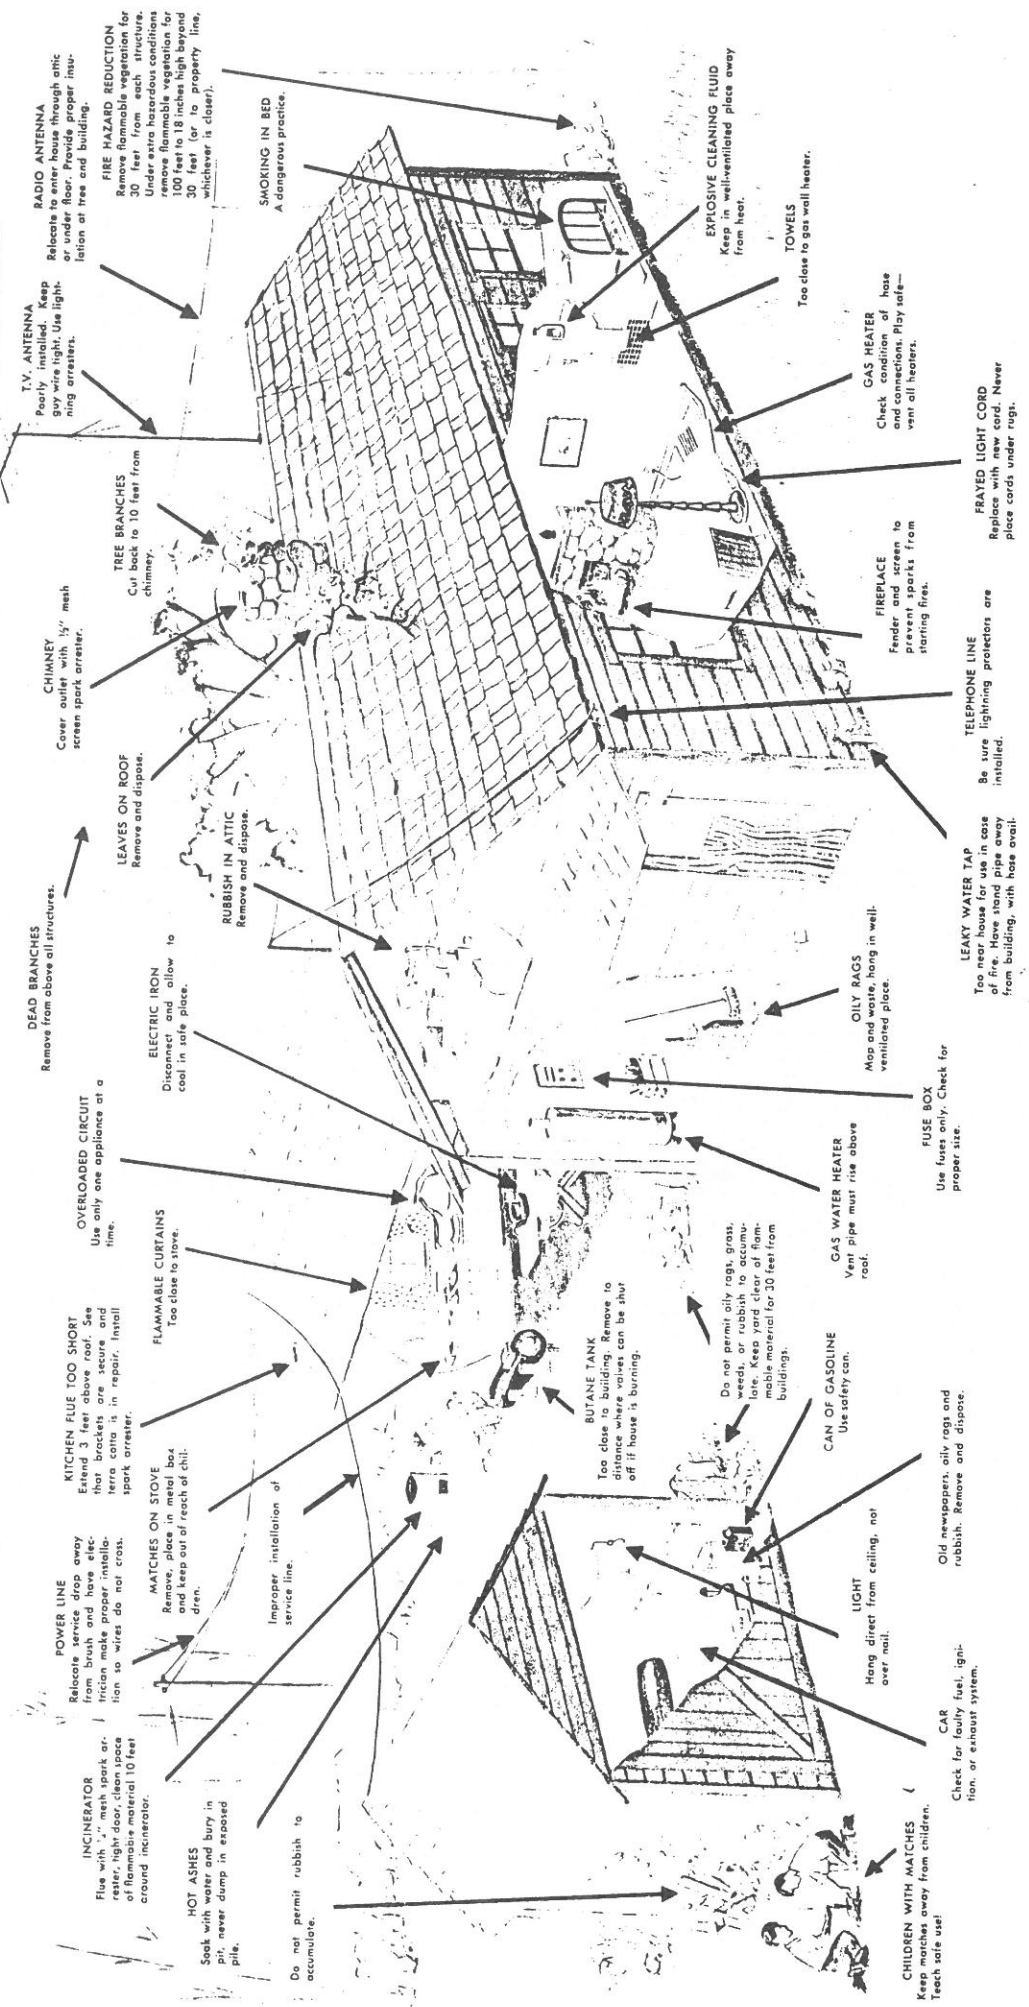 INCINERATOR
Flue with ¼" mesh spark ar-
rester, tight door, clean space
of flammable material 10 feet
around incinerator.
POWER LINE
Relocate service drop away
from brush and have elec-
trician make proper installa-
tion so wires do not cross.
KITCHEN FLUE TOO SHORT
Extend 3 feet above roof. See
that brackets are secure and
terra cotta is in repair. Install
spark arrester.
OVERLOADED CIRCUIT
Use only one appliance at a
time.
DEAD BRANCHES
Remove from above all structures.
CHIMNEY
Cover outlet with ½" mesh
screen spark arrester.
T.V. ANTENNA
Poorly installed. Keep
guy wire tight. Use light-
ning arresters.
RADIO ANTENNA
Relocate to enter house through attic
or under floor. Provide proper insu-
lation at tree and building.
FIRE HAZARD REDUCTION
Remove flammable vegetation for
30 feet from each structure.
Under extra hazardous conditions
remove flammable vegetation for
100 feet to 18 inches high beyond
30 feet (or to property line,
whichever is closer).
HOT ASHES
Soak with water and bury in
pit, never dump in exposed
pile.
MATCHES ON STOVE
Remove, place in metal box
and keep out of reach of chil-
dren.
FLAMMABLE CURTAINS
Too close to stove.
ELECTRIC IRON
Disconnect and allow to
cool in safe place.
LEAVES ON ROOF
Remove and dispose.
TREE BRANCHES
Cut back to 10 feet from
chimney.
Do not permit rubbish to
accumulate.
Improper installation of
service line.
RUBBISH IN ATTIC
Remove and dispose.
SMOKING IN BED
A dangerous practice.
BUTANE TANK
Too close to building. Remove to
distance where valves can be shut
off if house is burning.
EXPLOSIVE CLEANING FLUID
Keep in well-ventilated place away
from heat.
Do not permit oily rags, grass,
weeds, or rubbish to accumu-
late. Keep yard clear of flam-
mable material for 30 feet from
buildings.
TOWELS
Too close to gas wall heater.
CAN OF GASOLINE
Use safety can.
GAS WATER HEATER
Vent pipe must rise above
roof.
OILY RAGS
Mop and waste, hang in well-
ventilated place.
FIREPLACE
Fender and screen to
prevent sparks from
starting fires.
GAS HEATER
Check condition of hose
and connections. Play safe—
vent all heaters.
LIGHT
Hang direct from ceiling, not
over nail.
CHILDREN WITH MATCHES
Keep matches away from children.
Teach safe use!
CAR
Check for faulty fuel, igni-
tion, or exhaust system.
Old newspapers, oily rags and
rubbish. Remove and dispose.
FUSE BOX
Use fuses only. Check for
proper size.
LEAKY WATER TAP
Too near house for use in case
of fire. Have stand pipe away
from building, with hose avail-
TELEPHONE LINE
Be sure lightning protectors are
installed.
FRAYED LIGHT CORD
Replace with new cord. Never
place cords under rugs.